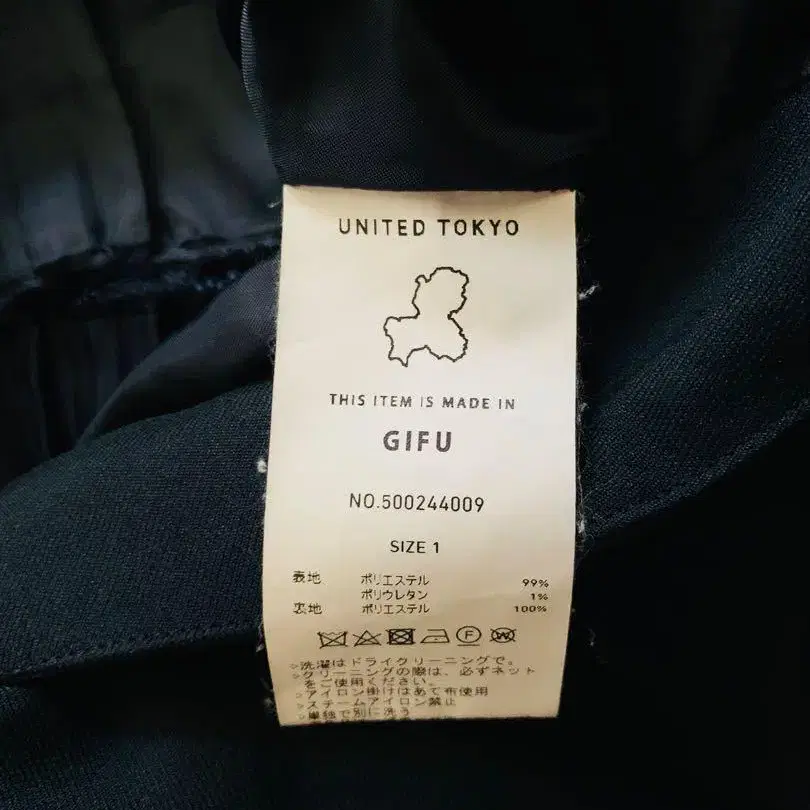 UNITED TOKYO
THIS ITEM IS MADE IN
GIFU
NO.500244009
SIZE 1
表地 ポリエステル 99%
ポリウレタン 1%
裏地 ポリエステル 100%
F W
○洗濯はドライクリーニングで。
○クリーニングの際は、必ずネット
をご使用ください。
○アイロン掛けはあて布使用
○スチームアイロン禁止
○単独で別に洗う